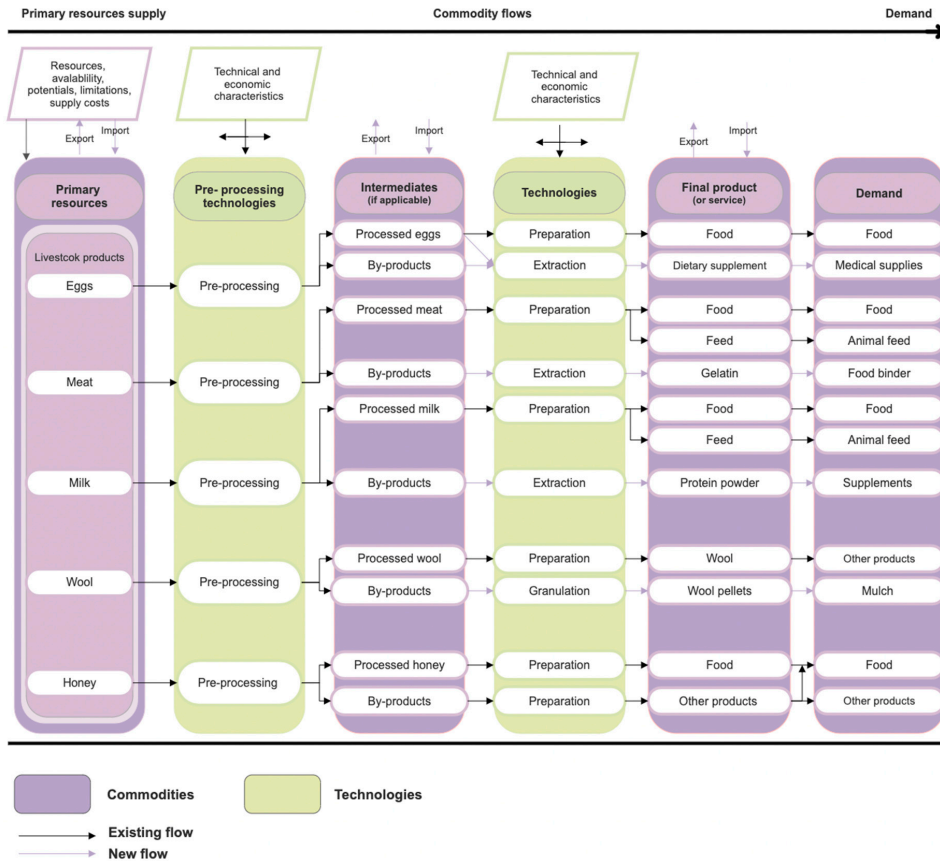 Primary resources supply
Commodity flows
Demand
Resources,
avalablility,
potentials, limitations,
supply costs
Technical and
economic
characteristics
Technical and
economic
characteristics
Export
Import
Export
Import
Export
Import
Primary
resources
Pre- processing
technologies
Intermediates
(if applicable)
Technologies
Final product
(or service)
Demand
Livestcok products
Processed eggs
Preparation
Food
Food
By-products
Extraction
Dietary supplement
Medical supplies
Eggs
Pre-processing
Processed meat
Preparation
Food
Food
Feed
Animal feed
Meat
Pre-processing
By-products
Extraction
Gelatin
Food binder
Processed milk
Preparation
Food
Food
Feed
Animal feed
Milk
Pre-processing
By-products
Extraction
Protein powder
Supplements
Processed wool
Preparation
Wool
Other products
Wool
Pre-processing
By-products
Granulation
Wool pellets
Mulch
Processed honey
Preparation
Food
Food
Honey
Pre-processing
By-products
Preparation
Other products
Other products
Commodities
Technologies
Existing flow
New flow